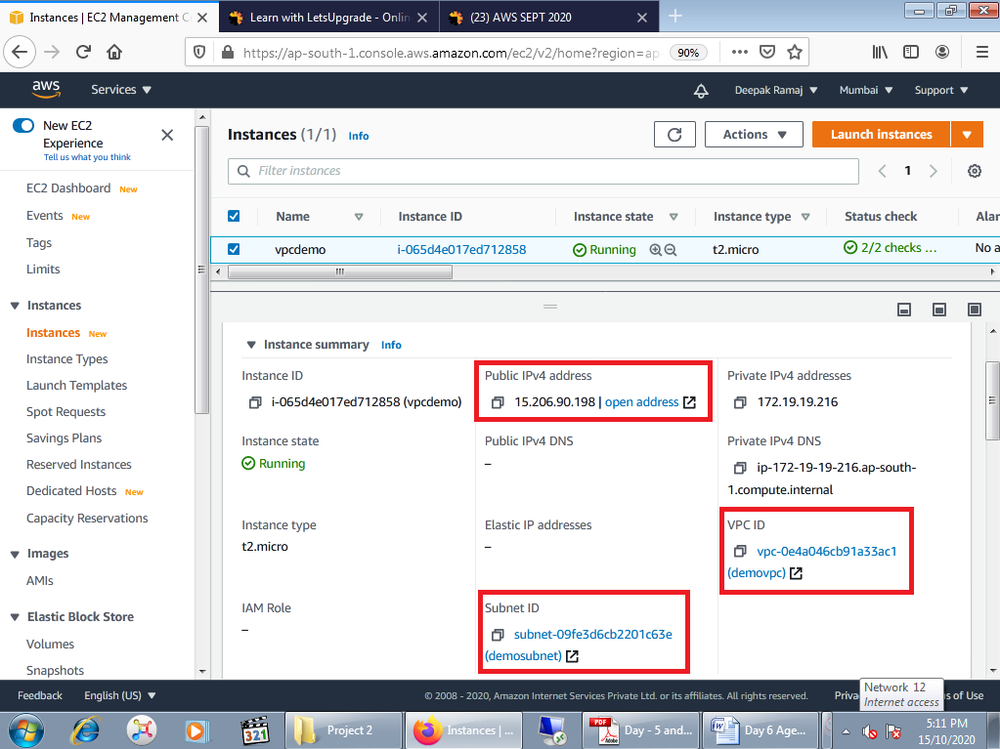 Instances | EC2 Management C
Learn with LetsUpgrade - Onlin
(23) AWS SEPT 2020
https://ap-south-1.console.aws.amazon.com/ec2/v2/home?region=ap
90%
aws
Services
Deepak Ramaj
Mumbai
Support
New EC2
Experience
Tell us what you think
EC2 Dashboard New
Events New
Tags
Limits
Instances
Instances New
Instance Types
Launch Templates
Spot Requests
Savings Plans
Reserved Instances
Dedicated Hosts New
Capacity Reservations
Images
AMIs
Elastic Block Store
Volumes
Snapshots
Instances (1/1) Info
Actions
Launch instances
Filter instances
1
Name
Instance ID
Instance state
Instance type
Status check
Alar
vpcdemo
i-065d4e017ed712858
Running
t2.micro
2/2 checks ...
No a
Instance summary Info
Instance ID
i-065d4e017ed712858 (vpcdemo)
Public IPv4 address
15.206.90.198 | open address
Private IPv4 addresses
172.19.19.216
Instance state
Running
Public IPv4 DNS
–
Private IPv4 DNS
ip-172-19-19-216.ap-south-
1.compute.internal
Instance type
t2.micro
Elastic IP addresses
–
VPC ID
vpc-0e4a046cb91a33ac1
(demovpc)
IAM Role
–
Subnet ID
subnet-09fe3d6cb2201c63e
(demosubnet)
Feedback
English (US)
© 2008 - 2020, Amazon Internet Services Private Ltd. or its affiliates. All rights reserved.
Priva
s of Use
Network 12
Internet access
321
Project 2
Instances | ...
PDF
Adobe
Day - 5 and...
Day 6 Age...
5:11 PM
15/10/2020